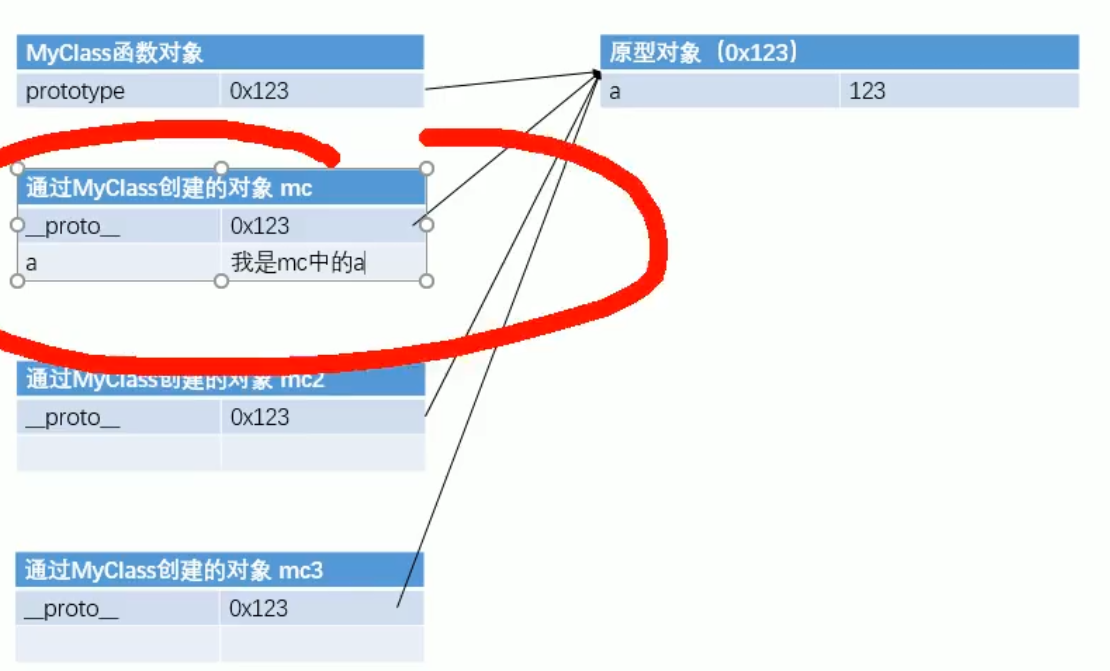 MyClass函数对象
prototype 0x123
原型对象（0x123）
a 123
通过MyClass创建的对象 mc
__proto__ 0x123
a 我是mc中的a
通过MyClass创建的对象 mc2
__proto__ 0x123
通过MyClass创建的对象 mc3
__proto__ 0x123